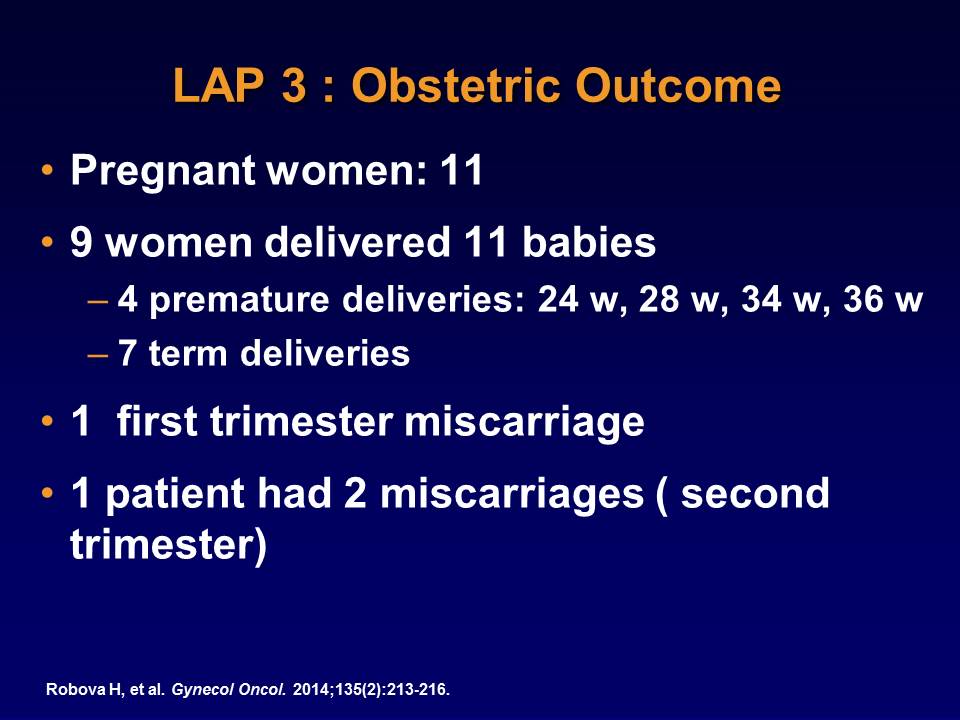 LAP 3 : Obstetric Outcome
• Pregnant women: 11
• 9 women delivered 11 babies
– 4 premature deliveries: 24 w, 28 w, 34 w, 36 w
– 7 term deliveries
• 1  first trimester miscarriage
• 1 patient had 2 miscarriages ( second
trimester)
Robova H, et al. Gynecol Oncol. 2014;135(2):213-216.